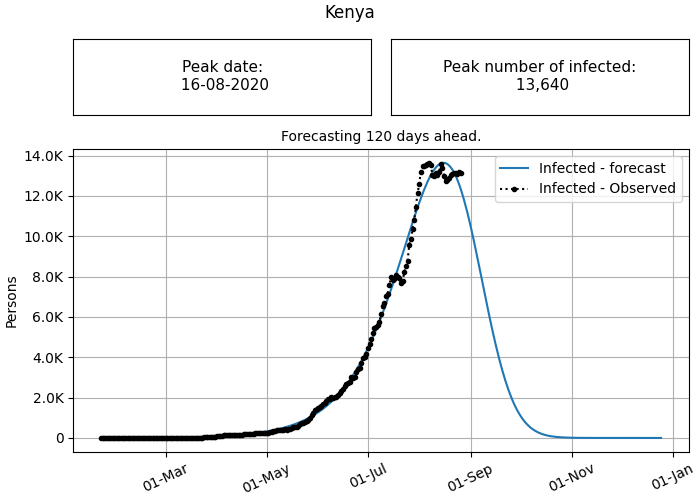 Kenya
Peak date:
16-08-2020
Peak number of infected:
13,640
Forecasting 120 days ahead.
14.0K
12.0K
10.0K
8.0K
6.0K
4.0K
2.0K
0
Persons
Infected - forecast
Infected - Observed
01-Mar
01-May
01-Jul
01-Sep
01-Nov
01-Jan